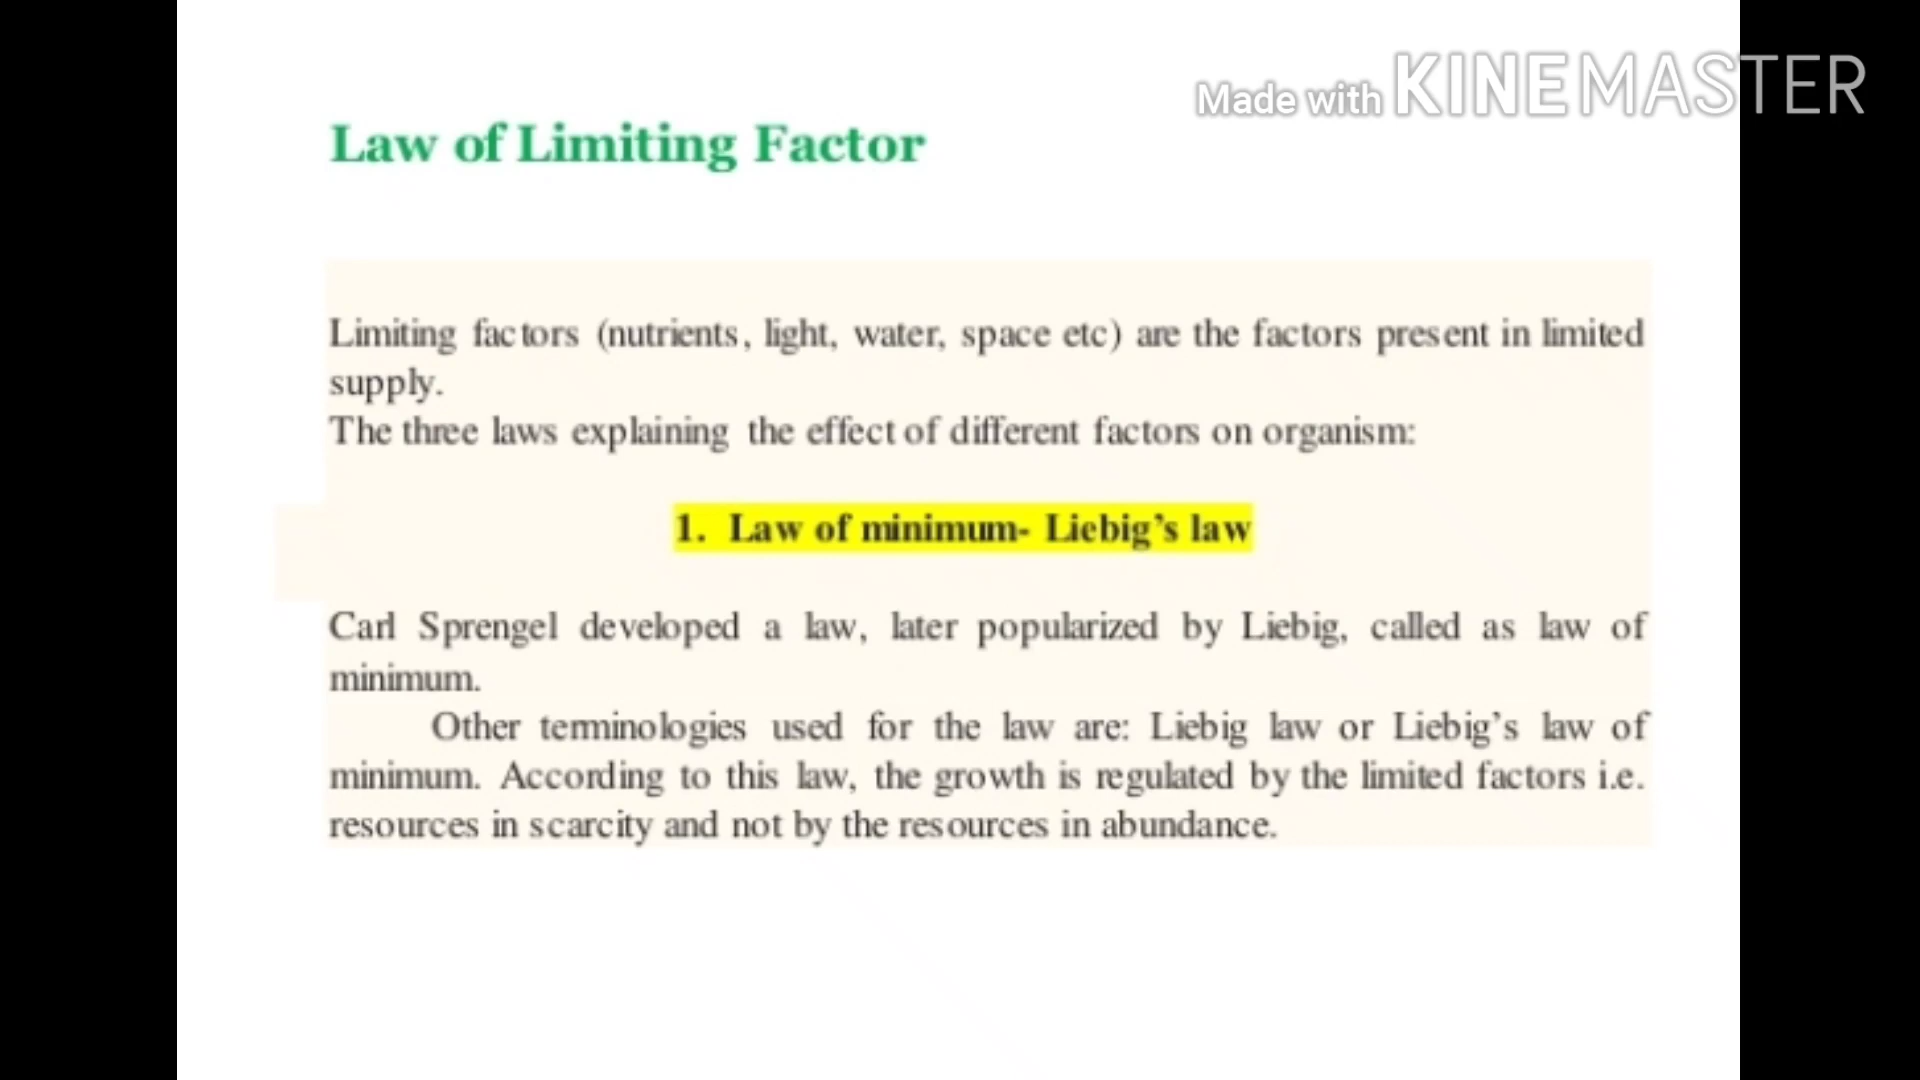 Made with KINEMASTER
Law of Limiting Factor
Limiting factors (nutrients, light, water, space etc) are the factors present in limited
supply.
The three laws explaining the effect of different factors on organism:
1. Law of minimum- Liebig's law
Carl Sprengel developed a law, later popularized by Liebig, called as law of
minimum.
Other terminologies used for the law are: Liebig law or Liebig's law of
minimum. According to this law, the growth is regulated by the limited factors i.e.
resources in scarcity and not by the resources in abundance.